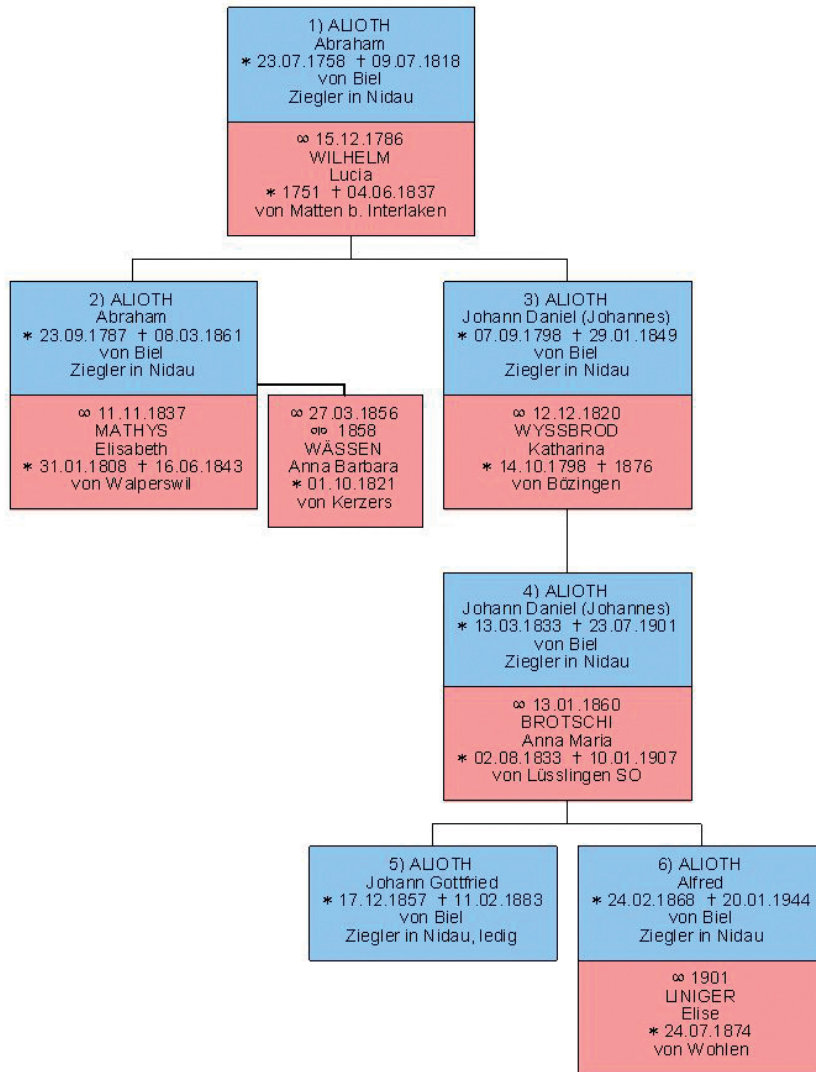 1) ALIOTH
Abraham
* 23.07.1758 † 09.07.1818
von Biel
Ziegler in Nidau
∞ 15.12.1786
WILHELM
Lucia
* 1751 † 04.06.1837
von Matten b. Interlaken
2) ALIOTH
Abraham
* 23.09.1787 † 08.03.1861
von Biel
Ziegler in Nidau
∞ 11.11.1837
MATHYS
Elisabeth
* 31.01.1808 † 16.06.1843
von Walperswil
∞ 27.03.1856
o|o 1858
WÄSSEN
Anna Barbara
* 01.10.1821
von Kerzers
3) ALIOTH
Johann Daniel (Johannes)
* 07.09.1798 † 29.01.1849
von Biel
Ziegler in Nidau
∞ 12.12.1820
WYSSBROD
Katharina
* 14.10.1798 † 1876
von Bözingen
4) ALIOTH
Johann Daniel (Johannes)
* 13.03.1833 † 23.07.1901
von Biel
Ziegler in Nidau
∞ 13.01.1860
BROTSCHI
Anna Maria
* 02.08.1833 † 10.01.1907
von Lüsslingen SO
5) ALIOTH
Johann Gottfried
* 17.12.1857 † 11.02.1883
von Biel
Ziegler in Nidau, ledig
6) ALIOTH
Alfred
* 24.02.1868 † 20.01.1944
von Biel
Ziegler in Nidau
∞ 1901
LINIGER
Elise
* 24.07.1874
von Wohlen